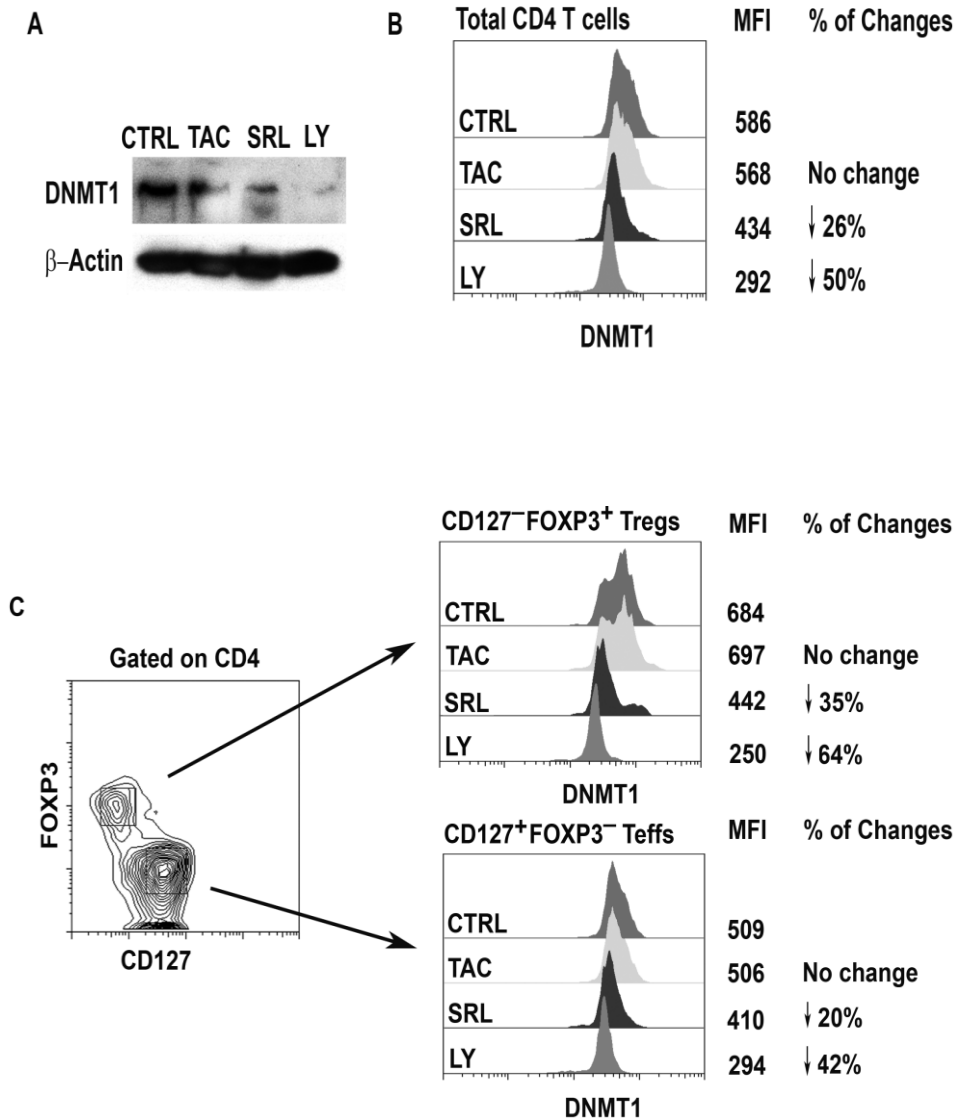 A
CTRL TAC SRL LY
DNMT1
β–Actin
B
Total CD4 T cells MFI % of Changes
CTRL 586
TAC 568 No change
SRL 434 ↓ 26%
LY 292 ↓ 50%
DNMT1
C
Gated on CD4
FOXP3
CD127
CD127–FOXP3+ Tregs MFI % of Changes
CTRL 684
TAC 697 No change
SRL 442 ↓ 35%
LY 250 ↓ 64%
DNMT1
CD127+FOXP3– Teffs MFI % of Changes
CTRL 509
TAC 506 No change
SRL 410 ↓ 20%
LY 294 ↓ 42%
DNMT1